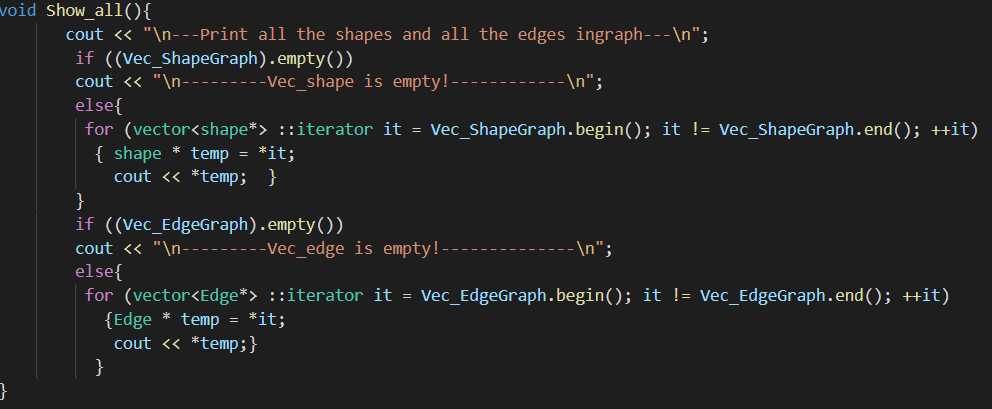 void Show_all(){
cout << "\n---Print all the shapes and all the edges ingraph---\n";
if ((Vec_ShapeGraph).empty())
cout << "\n---------Vec_shape is empty!------------\n";
else{
for (vector<shape*> ::iterator it = Vec_ShapeGraph.begin(); it != Vec_ShapeGraph.end(); ++it)
{ shape * temp = *it;
cout << *temp;  }
}
if ((Vec_EdgeGraph).empty())
cout << "\n---------Vec_edge is empty!--------------\n";
else{
for (vector<Edge*> ::iterator it = Vec_EdgeGraph.begin(); it != Vec_EdgeGraph.end(); ++it)
{Edge * temp = *it;
cout << *temp;}
}
}